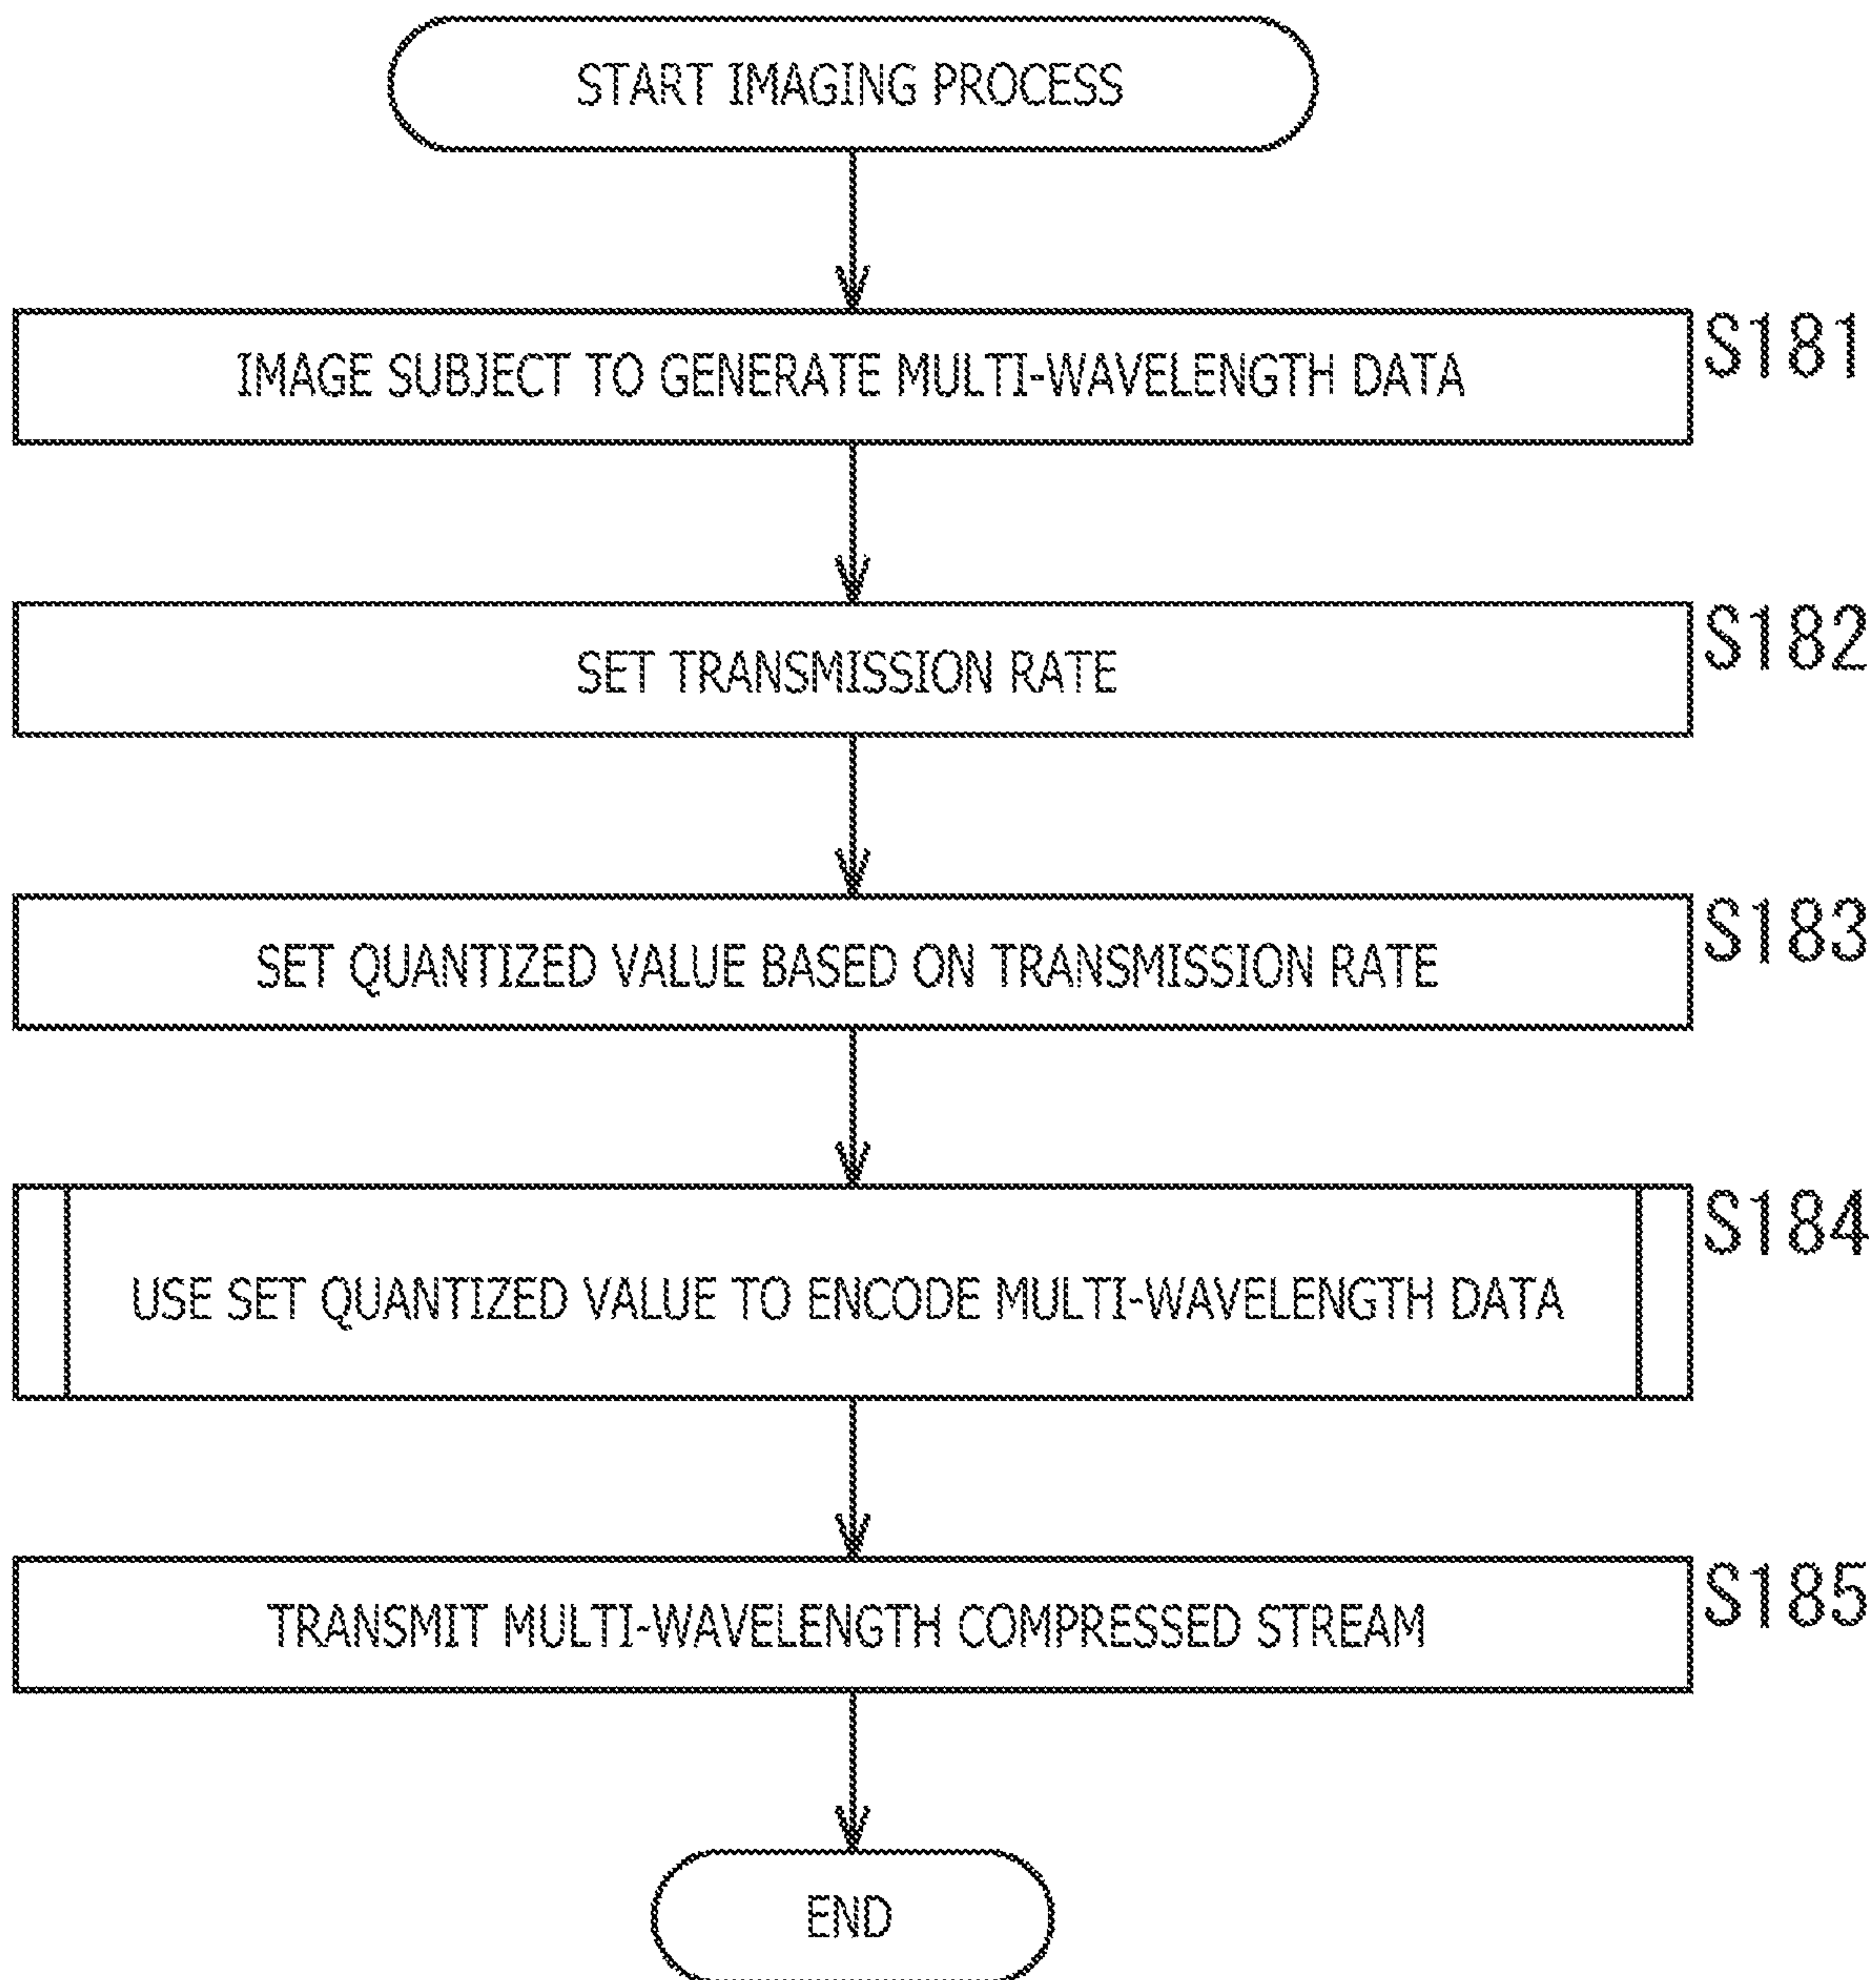 START IMAGING PROCESS
IMAGE SUBJECT TO GENERATE MULTI-WAVELENGTH DATA
S181
SET TRANSMISSION RATE
S182
SET QUANTIZED VALUE BASED ON TRANSMISSION RATE
S183
USE SET QUANTIZED VALUE TO ENCODE MULTI-WAVELENGTH DATA
S184
TRANSMIT MULTI-WAVELENGTH COMPRESSED STREAM
S185
END